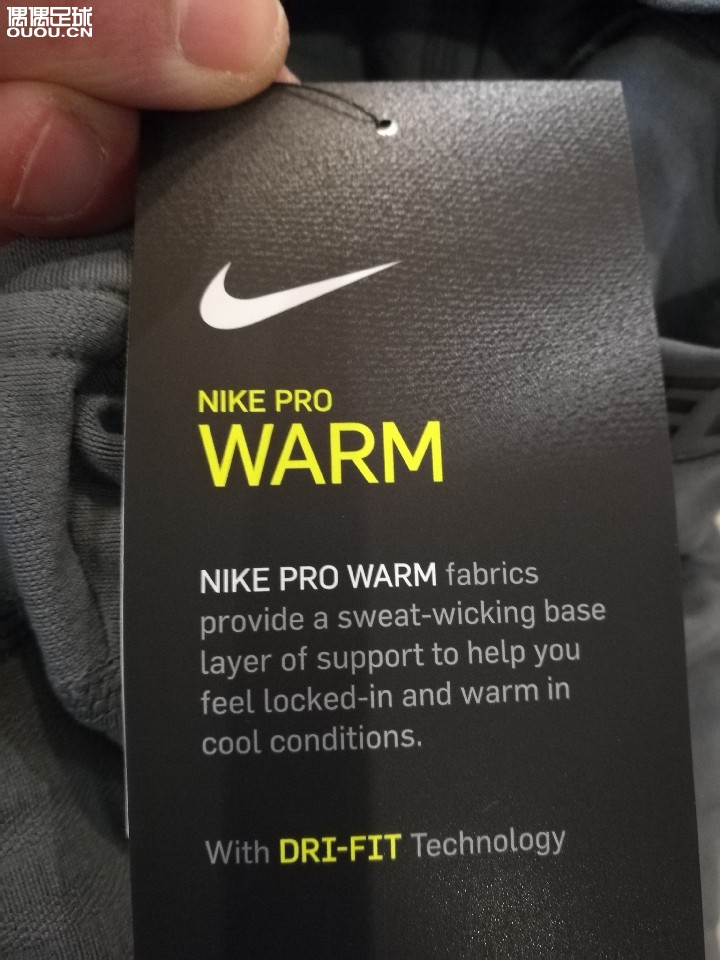 偶偶足球
OUOU.CN
NIKE PRO
WARM
NIKE PRO WARM fabrics
provide a sweat-wicking base
layer of support to help you
feel locked-in and warm in
cool conditions.
With DRI-FIT Technology